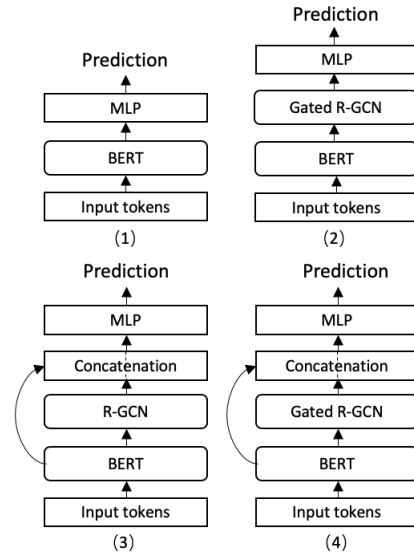 Prediction
MLP
BERT
Input tokens
(1)
Prediction
MLP
Gated R-GCN
BERT
Input tokens
(2)
Prediction
MLP
Concatenation
R-GCN
BERT
Input tokens
(3)
Prediction
MLP
Concatenation
Gated R-GCN
BERT
Input tokens
(4)